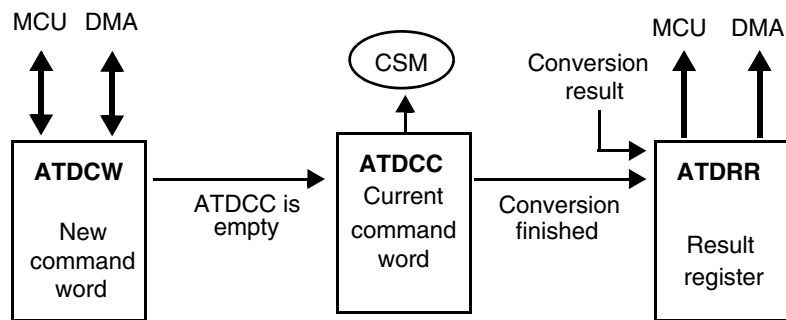 MCU DMA
ATDCW
New
command
word
ATDCC is
empty
CSM
ATDCC
Current
command
word
Conversion
finished
Conversion
result
MCU DMA
ATDRR
Result
register